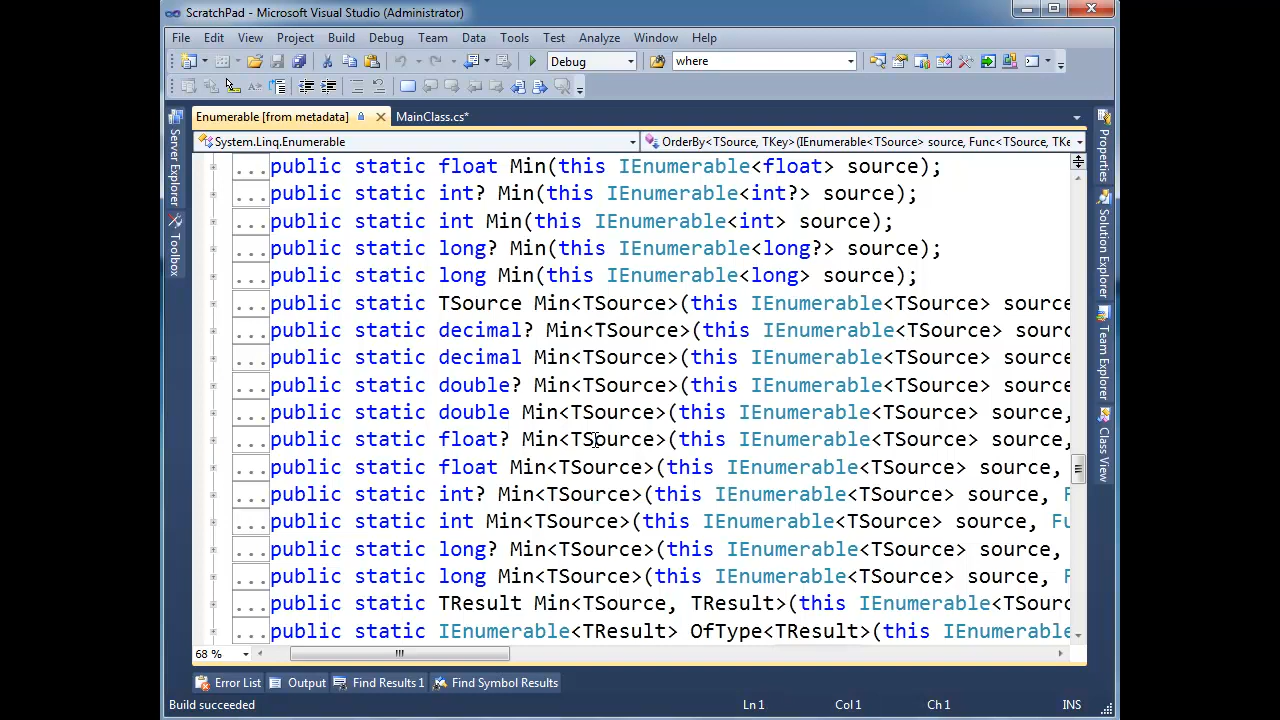 ScratchPad - Microsoft Visual Studio (Administrator)
File Edit View Project Build Debug Team Data Tools Test Analyze Window Help
Debug where
Enumerable [from metadata] MainClass.cs*
System.Linq.Enumerable OrderBy<TSource, TKey>(IEnumerable<TSource> source, Func<TSource, TKe
... public static float Min(this IEnumerable<float> source);
... public static int? Min(this IEnumerable<int?> source);
... public static int Min(this IEnumerable<int> source);
... public static long? Min(this IEnumerable<long?> source);
... public static long Min(this IEnumerable<long> source);
... public static TSource Min<TSource>(this IEnumerable<TSource> source
... public static decimal? Min<TSource>(this IEnumerable<TSource> sourc
... public static decimal Min<TSource>(this IEnumerable<TSource> source
... public static double? Min<TSource>(this IEnumerable<TSource> source
... public static double Min<TSource>(this IEnumerable<TSource> source,
... public static float? Min<TSource>(this IEnumerable<TSource> source,
... public static float Min<TSource>(this IEnumerable<TSource> source,
... public static int? Min<TSource>(this IEnumerable<TSource> source, F
... public static int Min<TSource>(this IEnumerable<TSource> source, Fu
... public static long? Min<TSource>(this IEnumerable<TSource> source,
... public static long Min<TSource>(this IEnumerable<TSource> source, F
... public static TResult Min<TSource, TResult>(this IEnumerable<TSourc
... public static IEnumerable<TResult> OfType<TResult>(this IEnumerable
68 %
Server Explorer
Toolbox
Properties
Solution Explorer
Team Explorer
Class View
Error List Output Find Results 1 Find Symbol Results
Build succeeded Ln 1 Col 1 Ch 1 INS